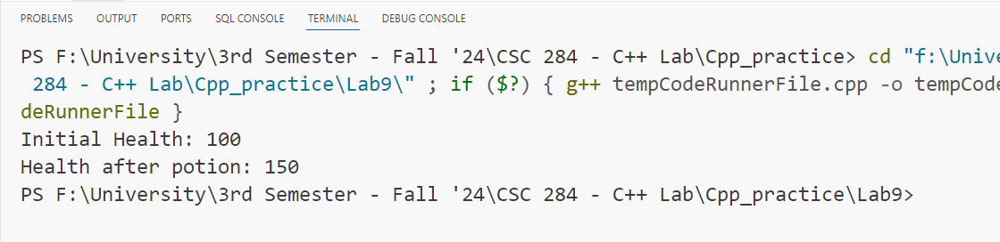 PROBLEMS OUTPUT PORTS SQL CONSOLE TERMINAL DEBUG CONSOLE
PS F:\University\3rd Semester - Fall '24\CSC 284 - C++ Lab\Cpp_practice> cd "f:\Unive
284 - C++ Lab\Cpp_practice\Lab9\" ; if ($?) { g++ tempCodeRunnerFile.cpp -o tempCode
deRunnerFile }
Initial Health: 100
Health after potion: 150
PS F:\University\3rd Semester - Fall '24\CSC 284 - C++ Lab\Cpp_practice\Lab9>